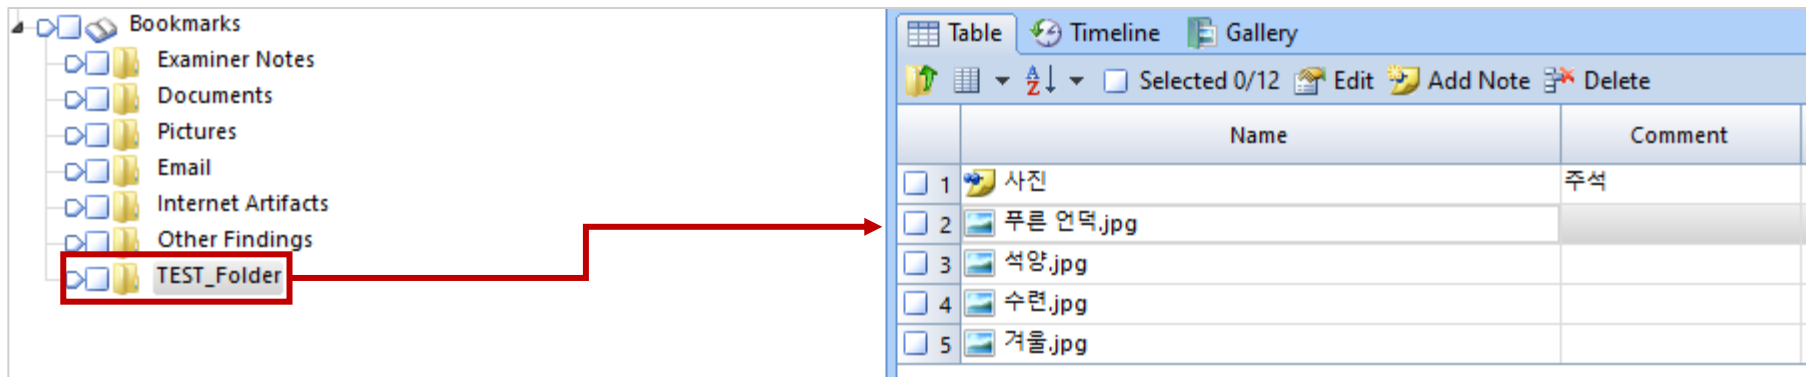 Bookmarks
Examiner Notes
Documents
Pictures
Email
Internet Artifacts
Other Findings
TEST_Folder
Table Timeline Gallery
Selected 0/12 Edit Add Note Delete
Name Comment
1 사진 주석
2 푸른 언덕.jpg
3 석양.jpg
4 수련.jpg
5 겨울.jpg